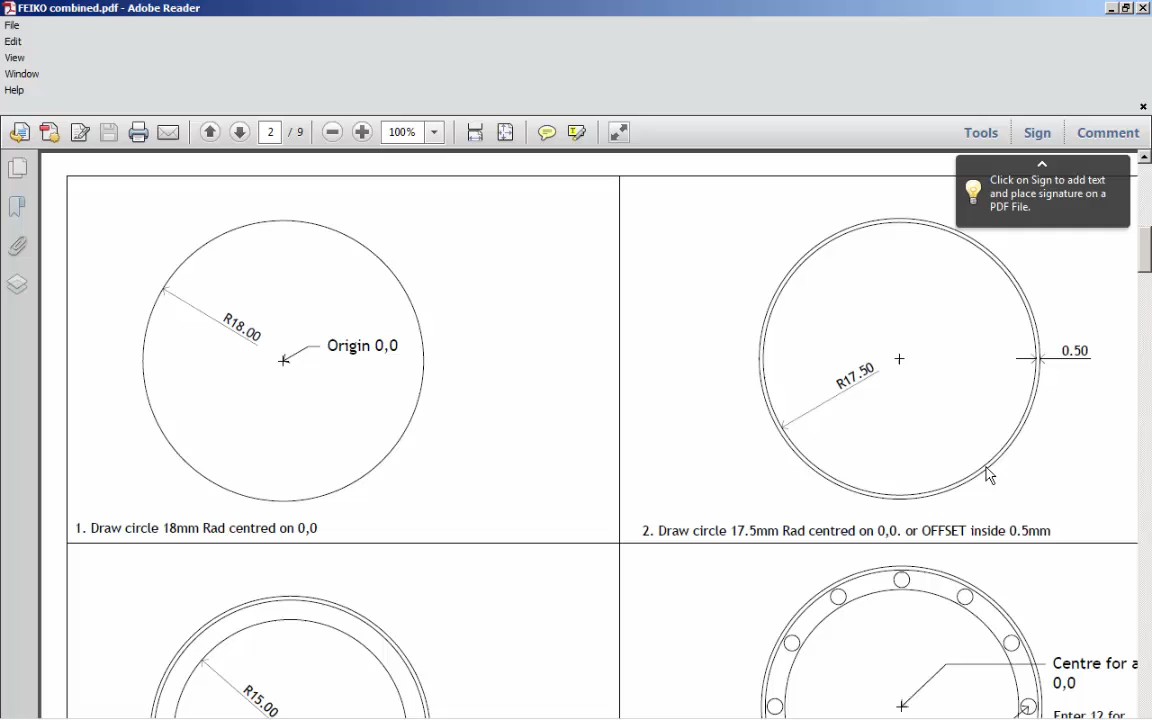 FEIKO combined.pdf - Adobe Reader
File
Edit
View
Window
Help
2 / 9
100%
Tools
Sign
Comment
Click on Sign to add text
and place signature on a
PDF File.
R18.00
Origin 0,0
1. Draw circle 18mm Rad centred on 0,0
R17.50
0.50
2. Draw circle 17.5mm Rad centred on 0,0. or OFFSET inside 0.5mm
R15.00
Centre for a
0,0
Enter 12 for